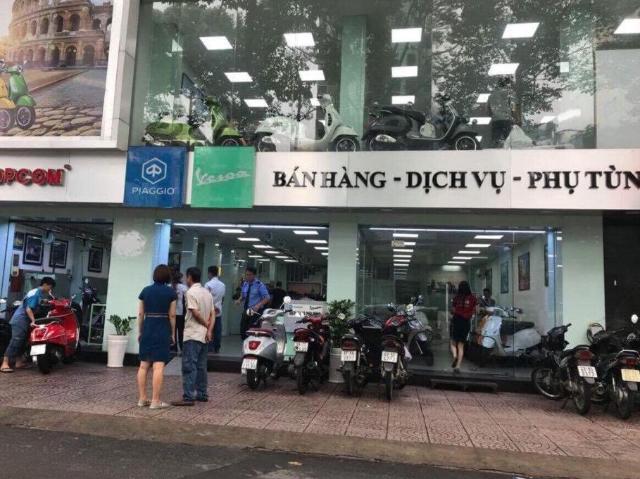 OPCOM
PIAGGIO
Vespa
BÁN HÀNG - DỊCH VỤ - PHỤ TÙN